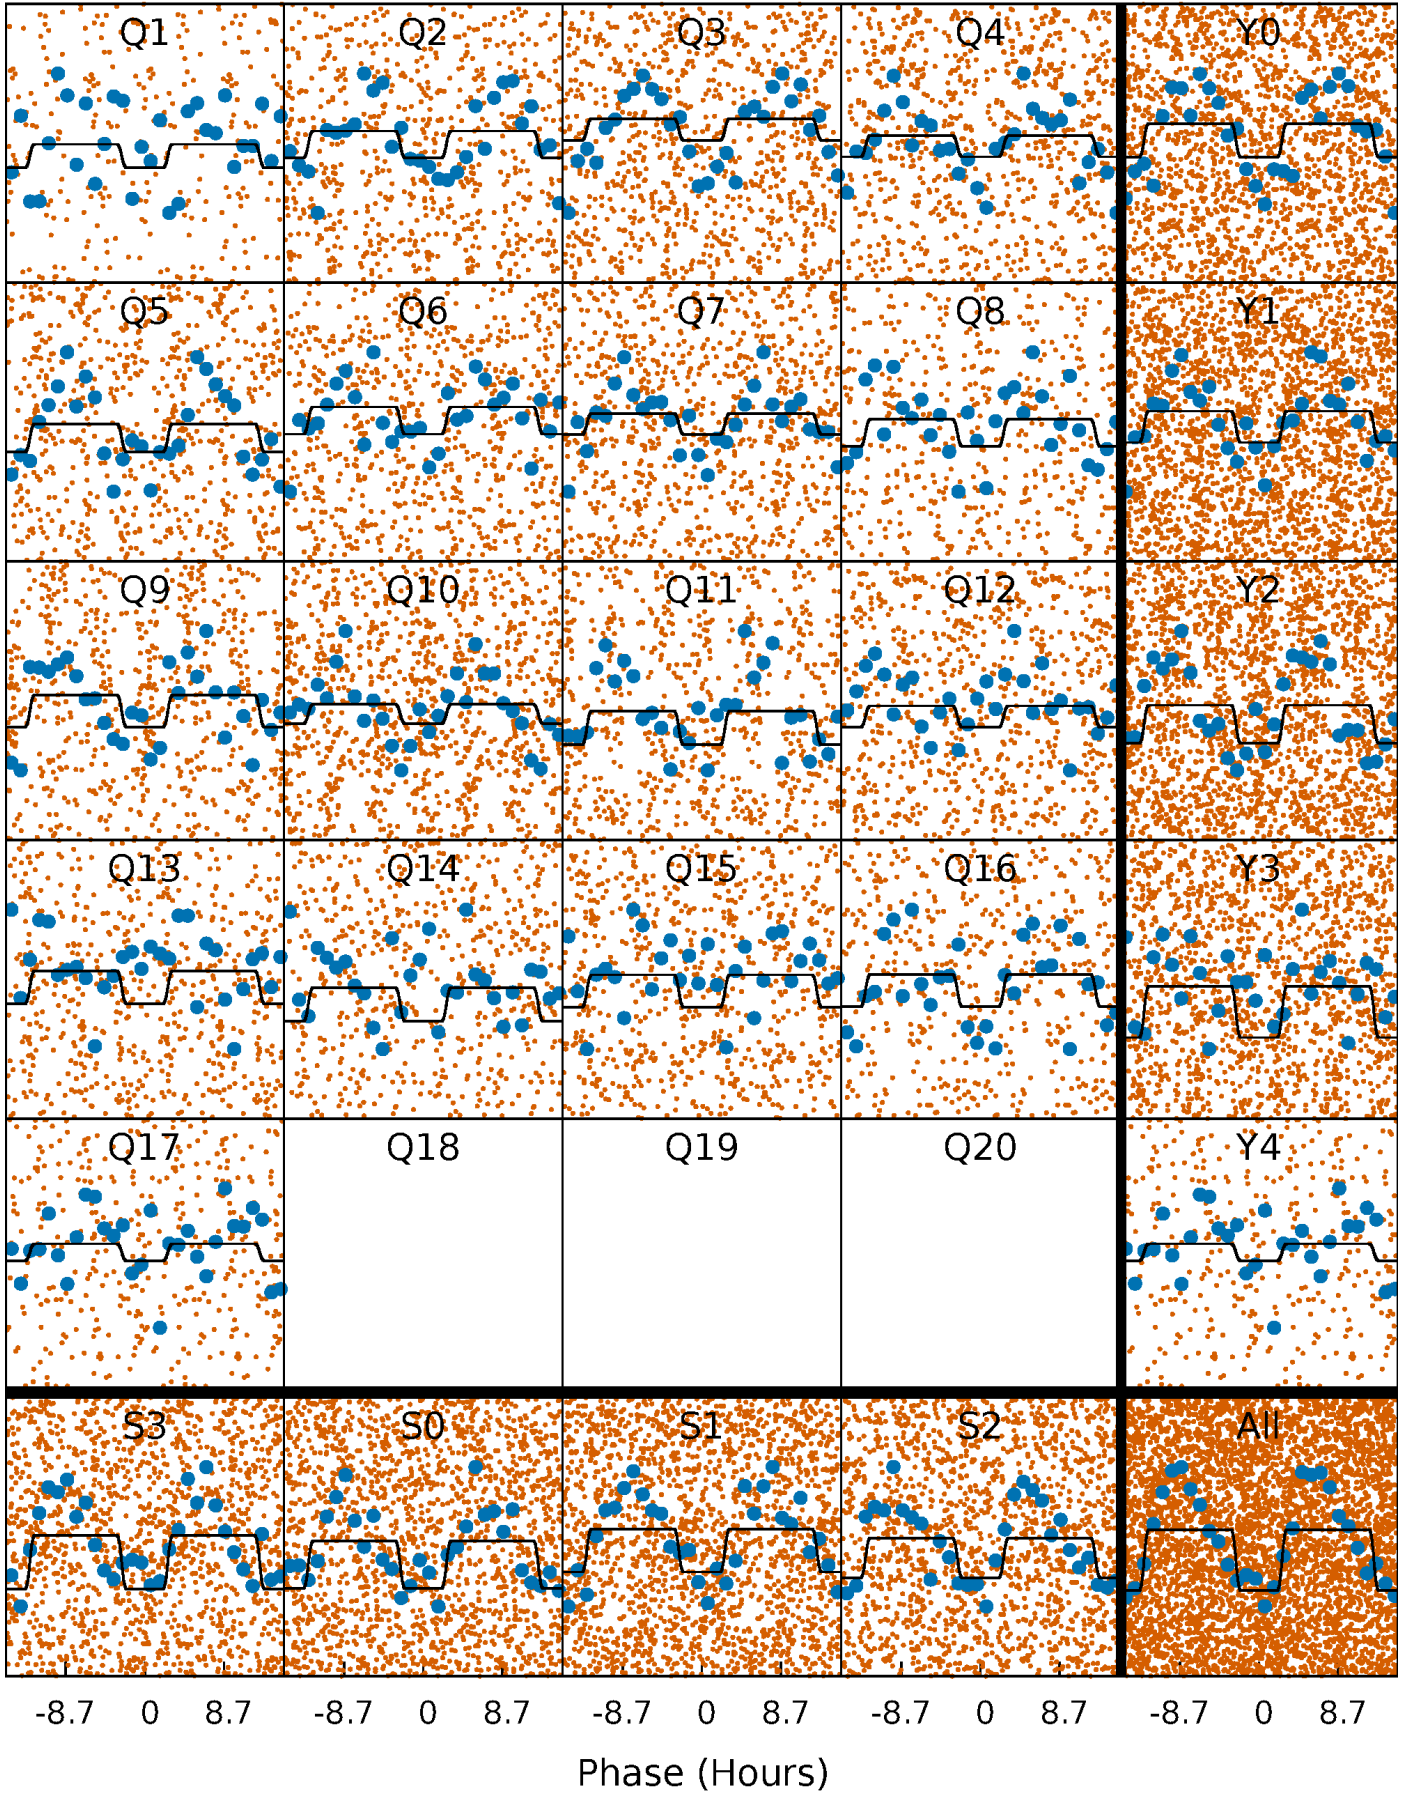 Q1 Q2 Q3 Q4 Y0
Q5 Q6 Q7 Q8 Y1
Q9 Q10 Q11 Q12 Y2
Q13 Q14 Q15 Q16 Y3
Q17 Q18 Q19 Q20 Y4
S3 S0 S1 S2 All
-8.7 0 8.7 -8.7 0 8.7 -8.7 0 8.7 -8.7 0 8.7 -8.7 0 8.7
Phase (Hours)